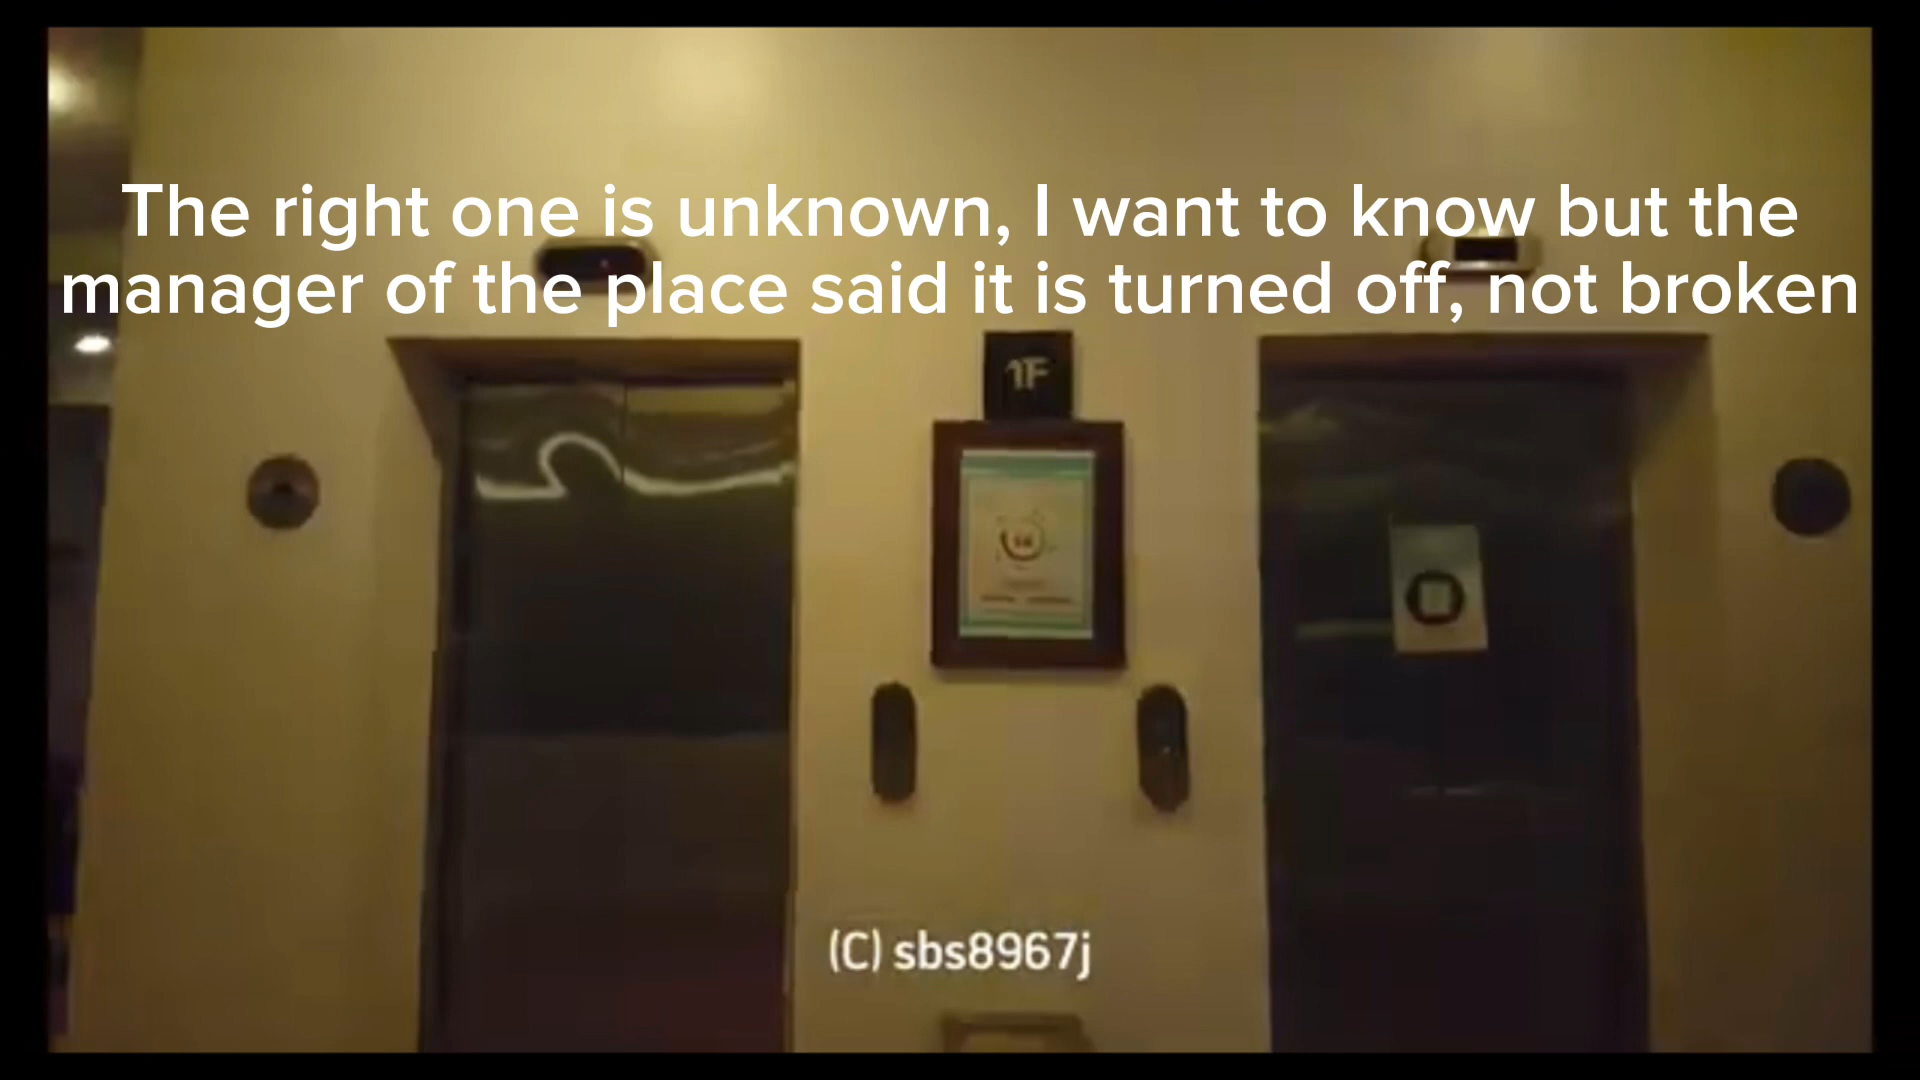 The right one is unknown, I want to know but the
manager of the place said it is turned off, not broken
1F
(C) sbs8967j